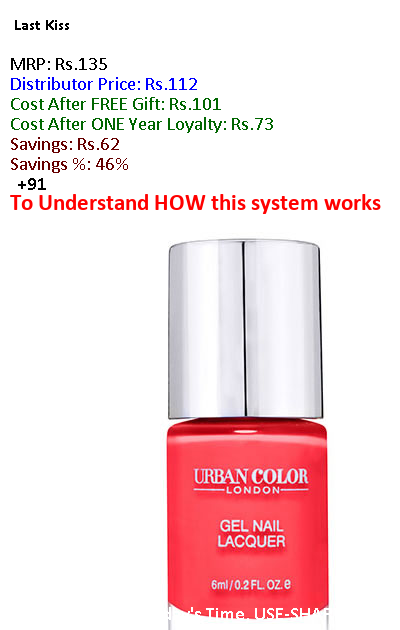 Last Kiss
MRP: Rs.135
Distributor Price: Rs.112
Cost After FREE Gift: Rs.101
Cost After ONE Year Loyalty: Rs.73
Savings: Rs.62
Savings %: 46%
+91
To Understand HOW this system works
URBAN COLOR
LONDON
GEL NAIL
LACQUER
6ml/0.2 FL. OZ. e
Time. USE-SHA